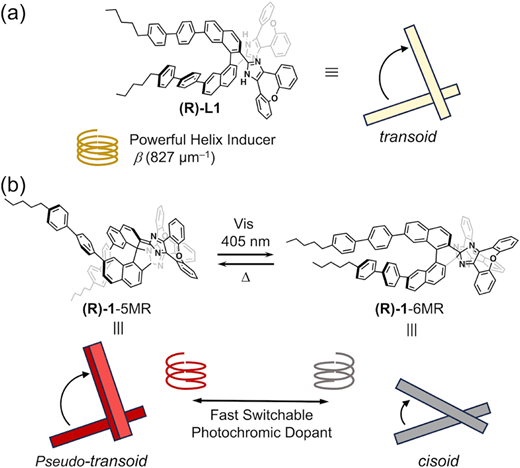 (a)
H
N
N
N
N
H
O
O
(R)-L1
≡
transoid
Powerful Helix Inducer
β (827 μm⁻¹)
(b)
N
N
N
O
Vis
405 nm
Δ
N
N
O
(R)-1-5MR
(R)-1-6MR
Fast Switchable
Photochromic Dopant
Pseudo-transoid
cisoid